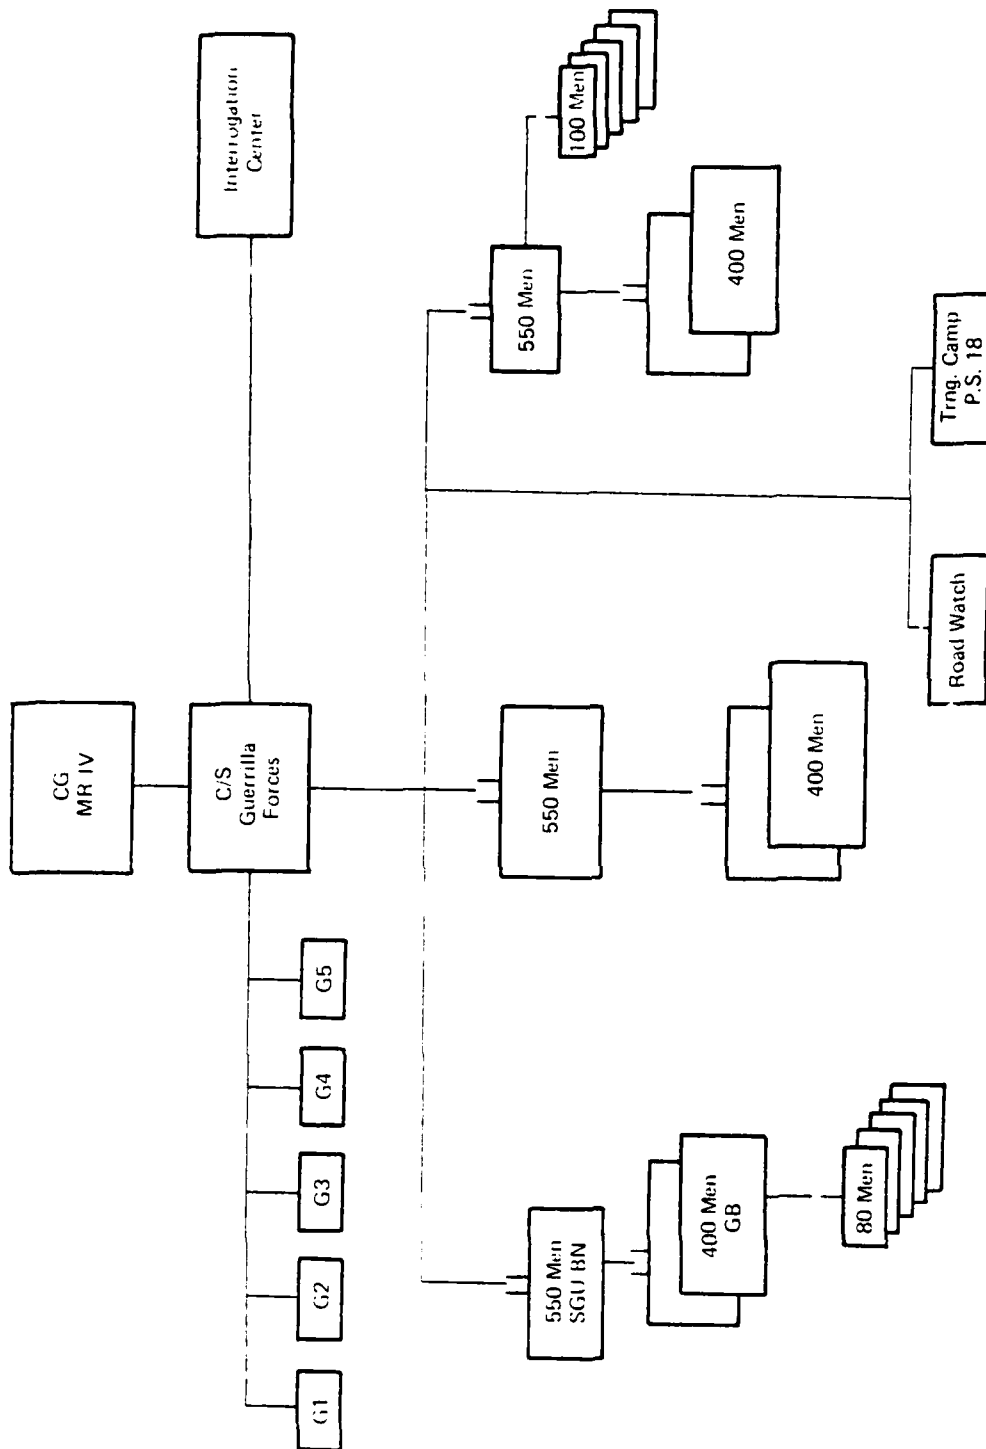 CG
MR IV
C/S
Guerrilla
Forces
Interrogation
Center
G1
G2
G3
G4
G5
550 Men
SGU BN
550 Men
550 Men
400 Men
GB
400 Men
400 Men
100 Men
80 Men
Road Watch
Trng. Camp
P.S. 18